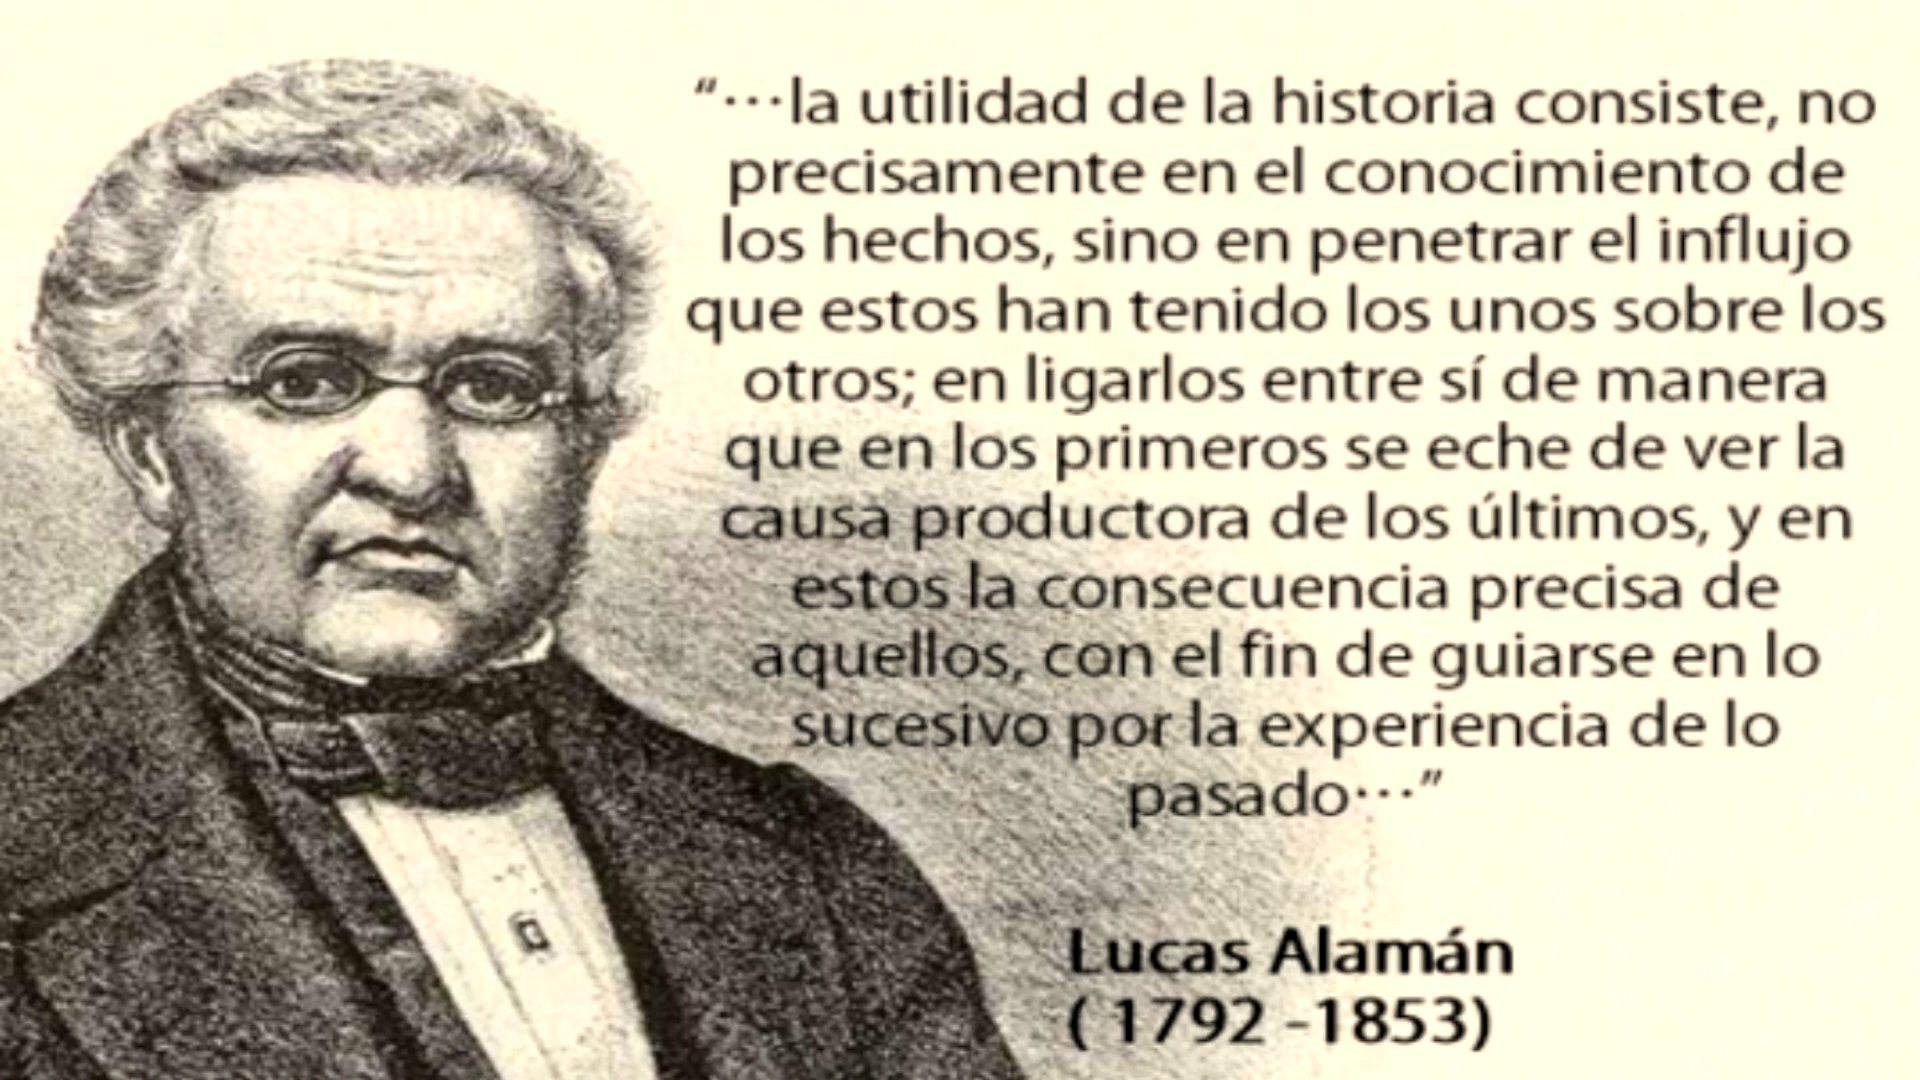 “···la utilidad de la historia consiste, no
precisamente en el conocimiento de
los hechos, sino en penetrar el influjo
que estos han tenido los unos sobre los
otros; en ligarlos entre sí de manera
que en los primeros se eche de ver la
causa productora de los últimos, y en
estos la consecuencia precisa de
aquellos, con el fin de guiarse en lo
sucesivo por la experiencia de lo
pasado···”
Lucas Alamán
( 1792 -1853)